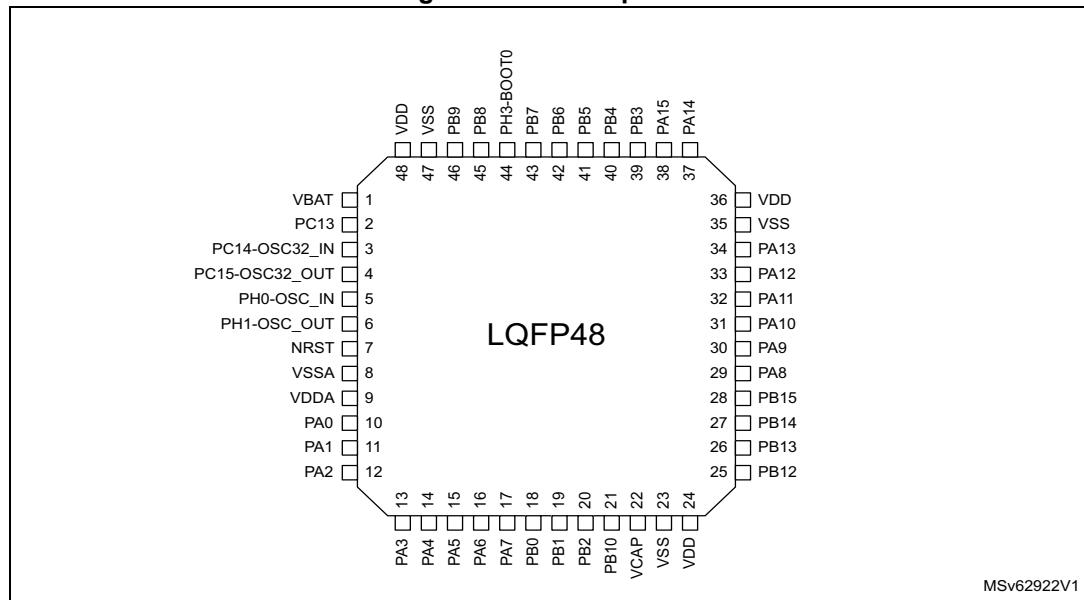 VDD VSS PB9 PB8 PH3-BOOT0 PB7 PB6 PB5 PB4 PB3 PA15 PA14
48 47 46 45 44 43 42 41 40 39 38 37
VBAT 1 36 VDD
PC13 2 35 VSS
PC14-OSC32_IN 3 34 PA13
PC15-OSC32_OUT 4 33 PA12
PH0-OSC_IN 5 32 PA11
PH1-OSC_OUT 6 31 PA10
NRST 7 30 PA9
VSSA 8 29 PA8
VDDA 9 28 PB15
PA0 10 27 PB14
PA1 11 26 PB13
PA2 12 25 PB12
LQFP48
13 14 15 16 17 18 19 20 21 22 23 24
PA3 PA4 PA5 PA6 PA7 PB0 PB1 PB2 PB10 VCAP VSS VDD
MSv62922V1